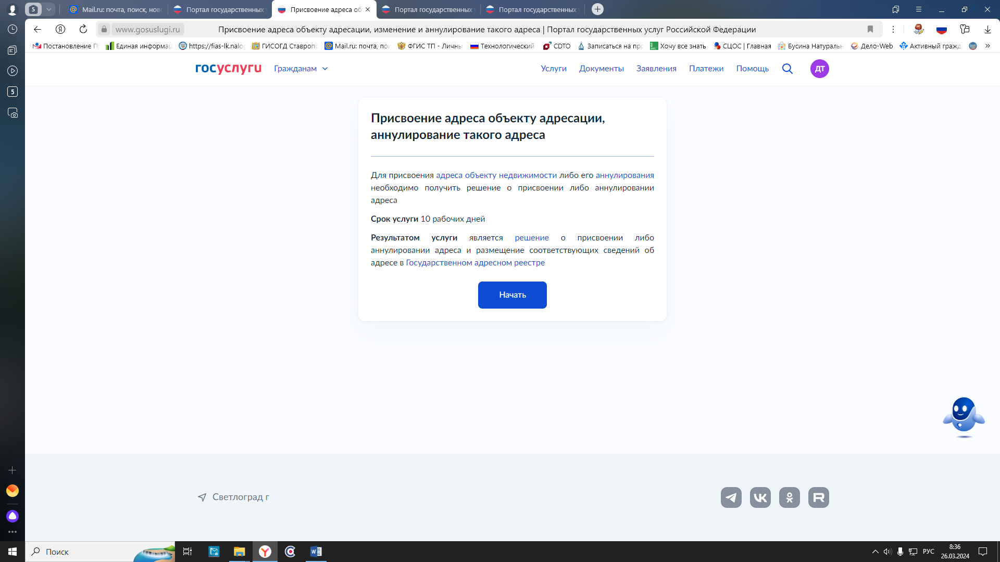 5
Mail.ru: почта, поиск, нов
Портал государственных
Присвоение адреса об
Портал государственных
Портал государственных
www.gosuslugi.ru
Присвоение адреса объекту адресации, изменение и аннулирование такого адреса | Портал государственных услуг Российской Федерации
Постановление П
Единая информац
https://fias-lk.nalo
ГИСОГД Ставропо
Mail.ru: почта, пои
ФГИС ТП - Личны
Технологический
CDTO
Записаться на пр
Хочу все знать
СЦОС | Главная
Бусина Натуральн
Дело-Web
Активный гражд
»
5
госуслуги
Гражданам
Услуги
Документы
Заявления
Платежи
Помощь
ДТ
Присвоение адреса объекту адресации,
аннулирование такого адреса
Для присвоения адреса объекту недвижимости либо его аннулирования
необходимо получить решение о присвоении либо аннулировании
адреса
Срок услуги 10 рабочих дней
Результатом услуги является решение о присвоении либо
аннулировании адреса и размещение соответствующих сведений об
адресе в Государственном адресном реестре
Начать
Светлоград г
Поиск
РУС
8:36
26.03.2024